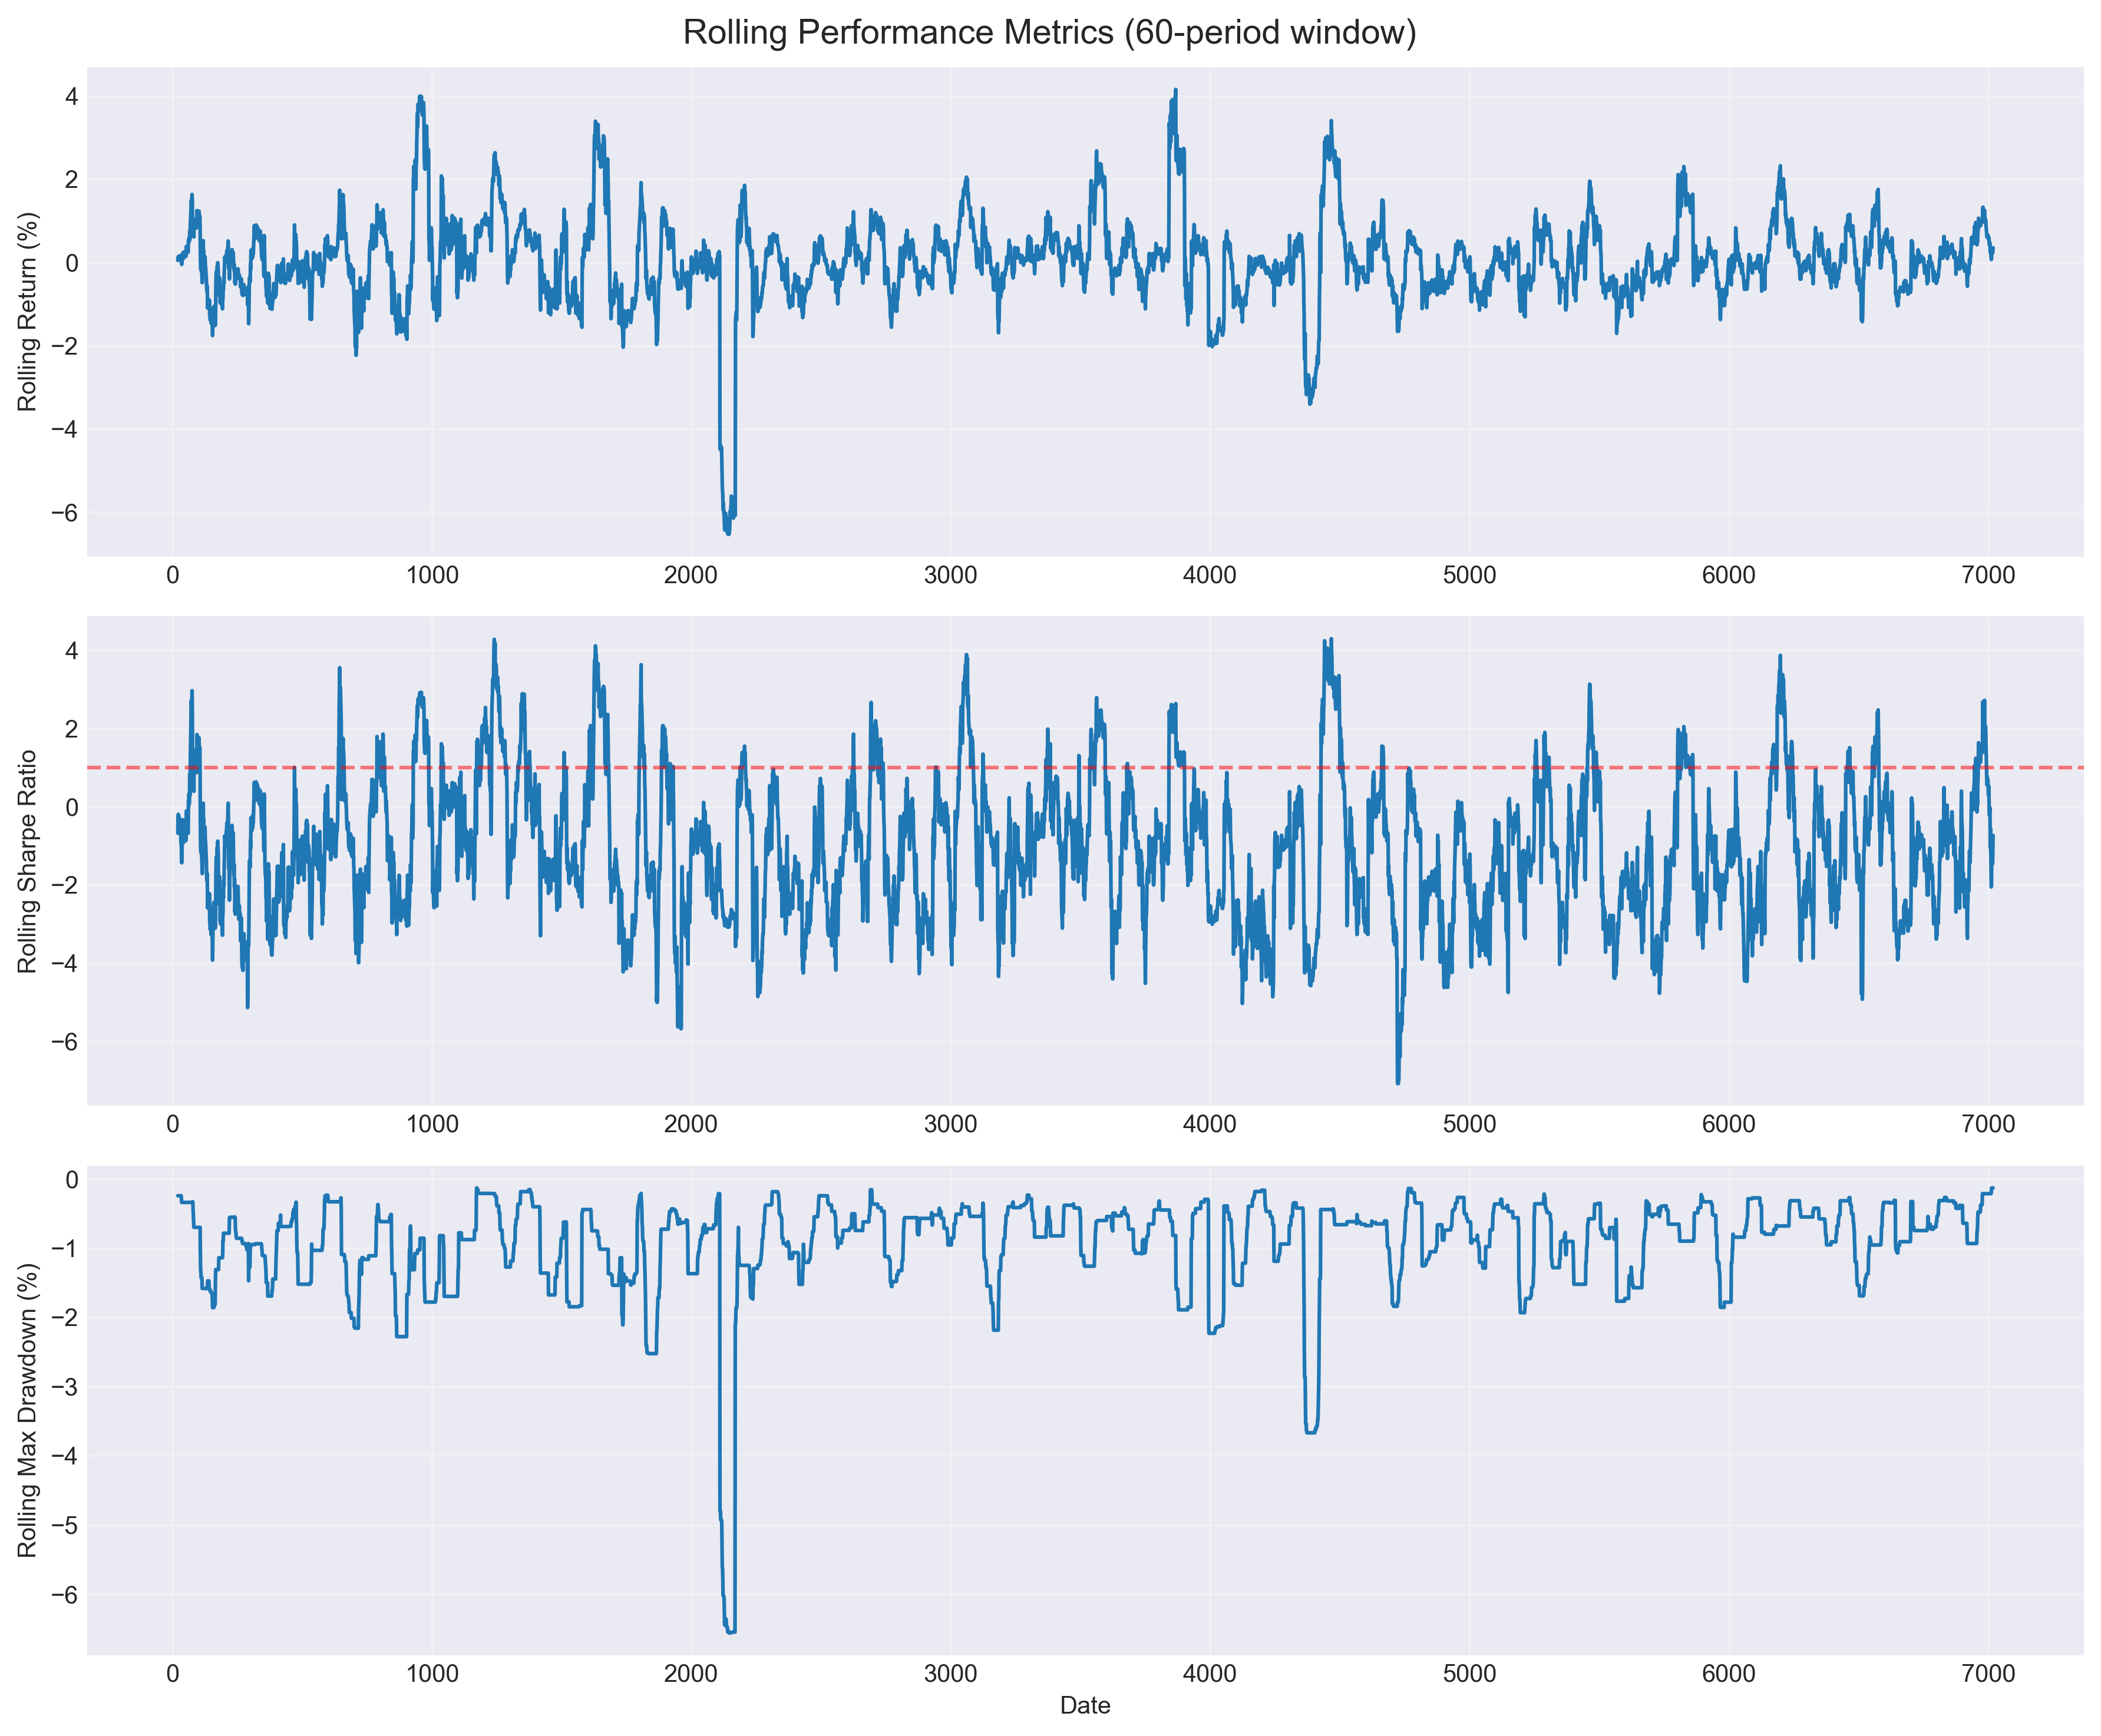 Rolling Performance Metrics (60-period window)
Rolling Return (%)
4
2
0
−2
−4
−6
0 1000 2000 3000 4000 5000 6000 7000
Rolling Sharpe Ratio
4
2
0
−2
−4
−6
0 1000 2000 3000 4000 5000 6000 7000
Rolling Max Drawdown (%)
0
−1
−2
−3
−4
−5
−6
0 1000 2000 3000 4000 5000 6000 7000
Date